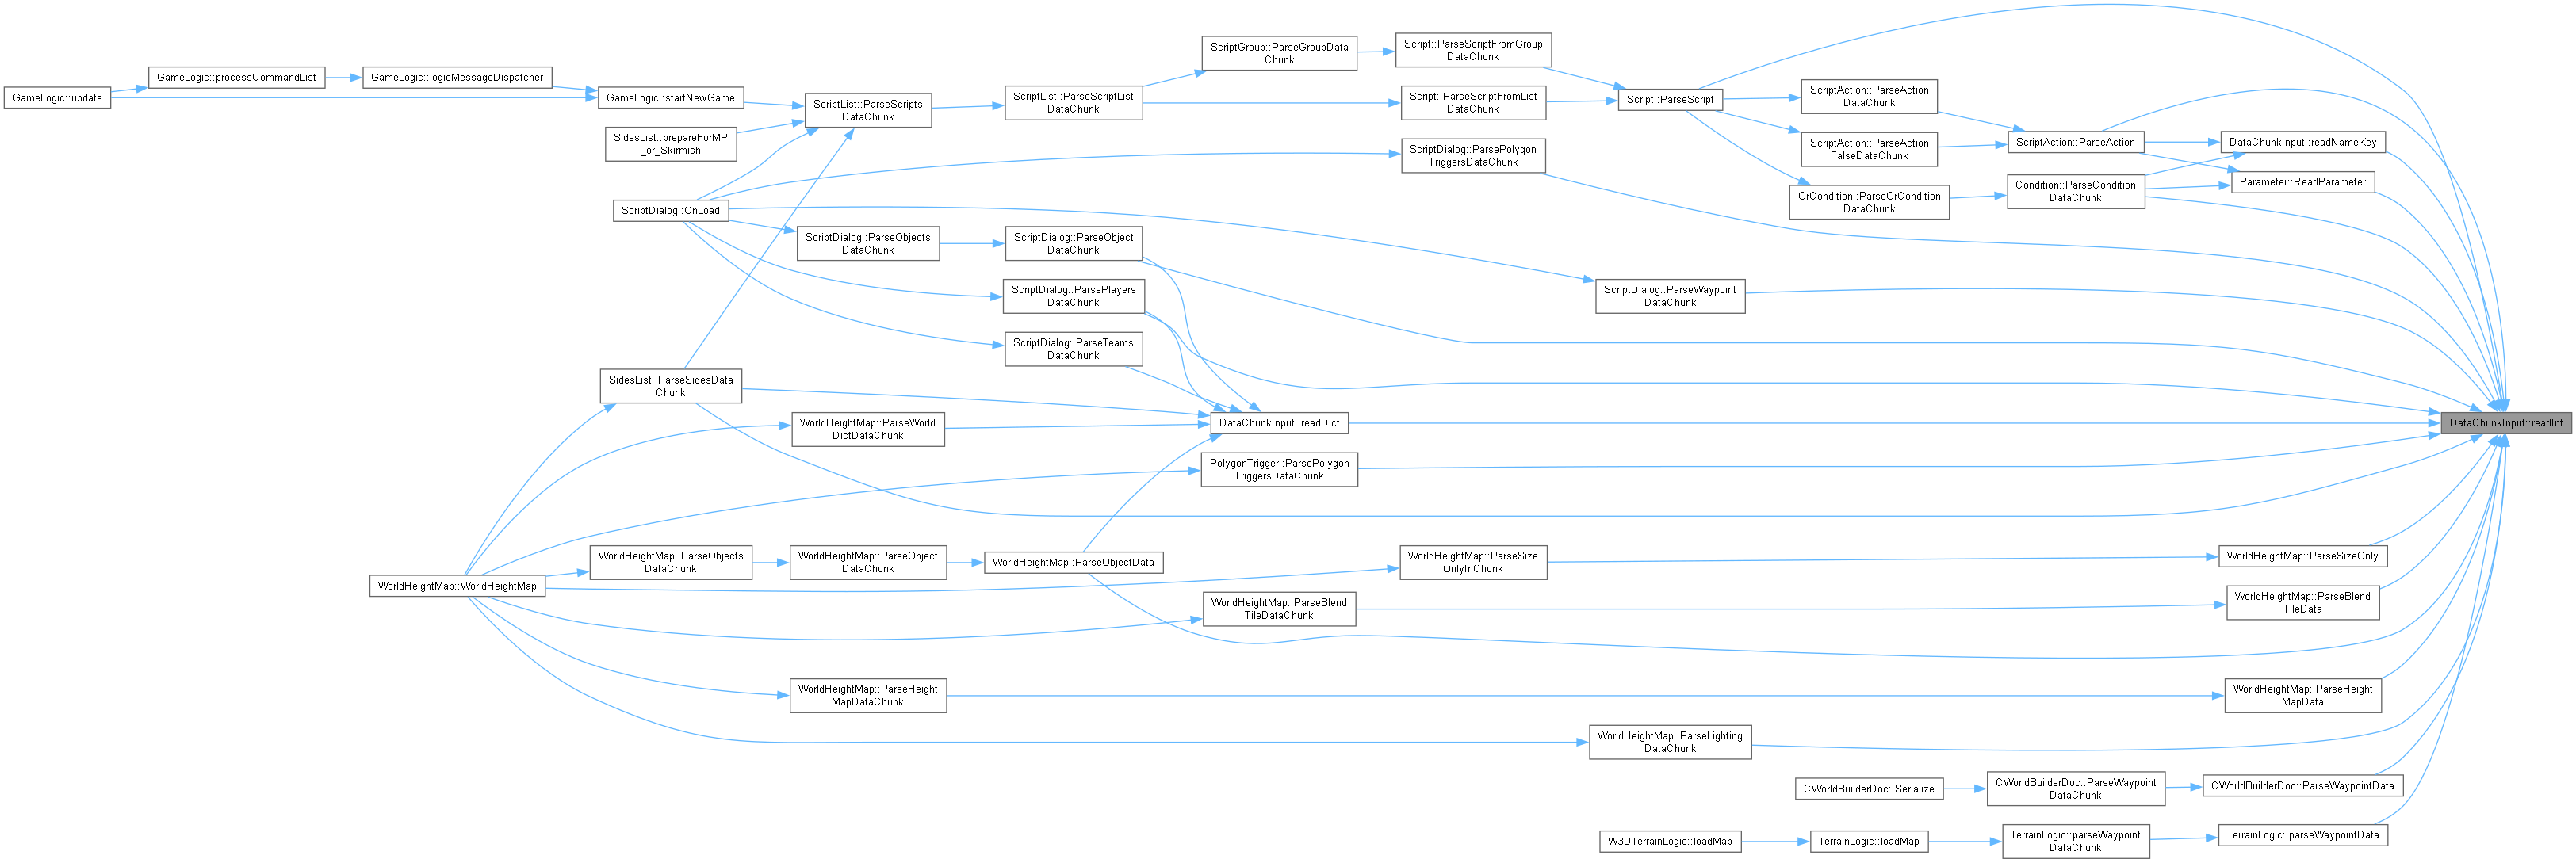 ScriptGroup::ParseGroupData
Chunk
Script::ParseScriptFromGroup
DataChunk
GameLogic::update
GameLogic::processCommandList
GameLogic::logicMessageDispatcher
GameLogic::startNewGame
ScriptList::ParseScripts
DataChunk
ScriptList::ParseScriptList
DataChunk
Script::ParseScriptFromList
DataChunk
Script::ParseScript
ScriptAction::ParseAction
DataChunk
SidesList::prepareForMP
_or_Skirmish
ScriptAction::ParseAction
FalseDataChunk
ScriptAction::ParseAction
DataChunkInput::readNameKey
ScriptDialog::ParsePolygon
TriggersDataChunk
Parameter::ReadParameter
OrCondition::ParseOrCondition
DataChunk
Condition::ParseCondition
DataChunk
ScriptDialog::OnLoad
ScriptDialog::ParseObjects
DataChunk
ScriptDialog::ParseObject
DataChunk
ScriptDialog::ParsePlayers
DataChunk
ScriptDialog::ParseWaypoint
DataChunk
ScriptDialog::ParseTeams
DataChunk
SidesList::ParseSidesData
Chunk
WorldHeightMap::ParseWorld
DictDataChunk
DataChunkInput::readDict
DataChunkInput::readInt
PolygonTrigger::ParsePolygon
TriggersDataChunk
WorldHeightMap::WorldHeightMap
WorldHeightMap::ParseObjects
DataChunk
WorldHeightMap::ParseObject
DataChunk
WorldHeightMap::ParseObjectData
WorldHeightMap::ParseSize
OnlyInChunk
WorldHeightMap::ParseSizeOnly
WorldHeightMap::ParseBlend
TileDataChunk
WorldHeightMap::ParseBlend
TileData
WorldHeightMap::ParseHeight
MapDataChunk
WorldHeightMap::ParseHeight
MapData
WorldHeightMap::ParseLighting
DataChunk
CWorldBuilderDoc::Serialize
CWorldBuilderDoc::ParseWaypoint
DataChunk
CWorldBuilderDoc::ParseWaypointData
W3DTerrainLogic::loadMap
TerrainLogic::loadMap
TerrainLogic::parseWaypoint
DataChunk
TerrainLogic::parseWaypointData